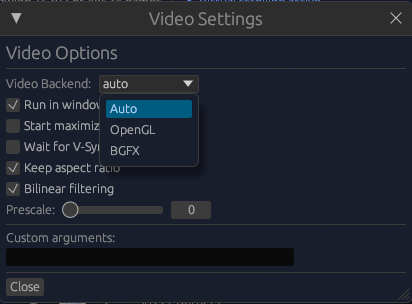 Video Settings
Video Options
Video Backend: auto
Auto
OpenGL
BGFX
Run in window
Start maximiz
Wait for V-Syn
Keep aspect ratio
Bilinear filtering
Prescale: 0
Custom arguments:
Close